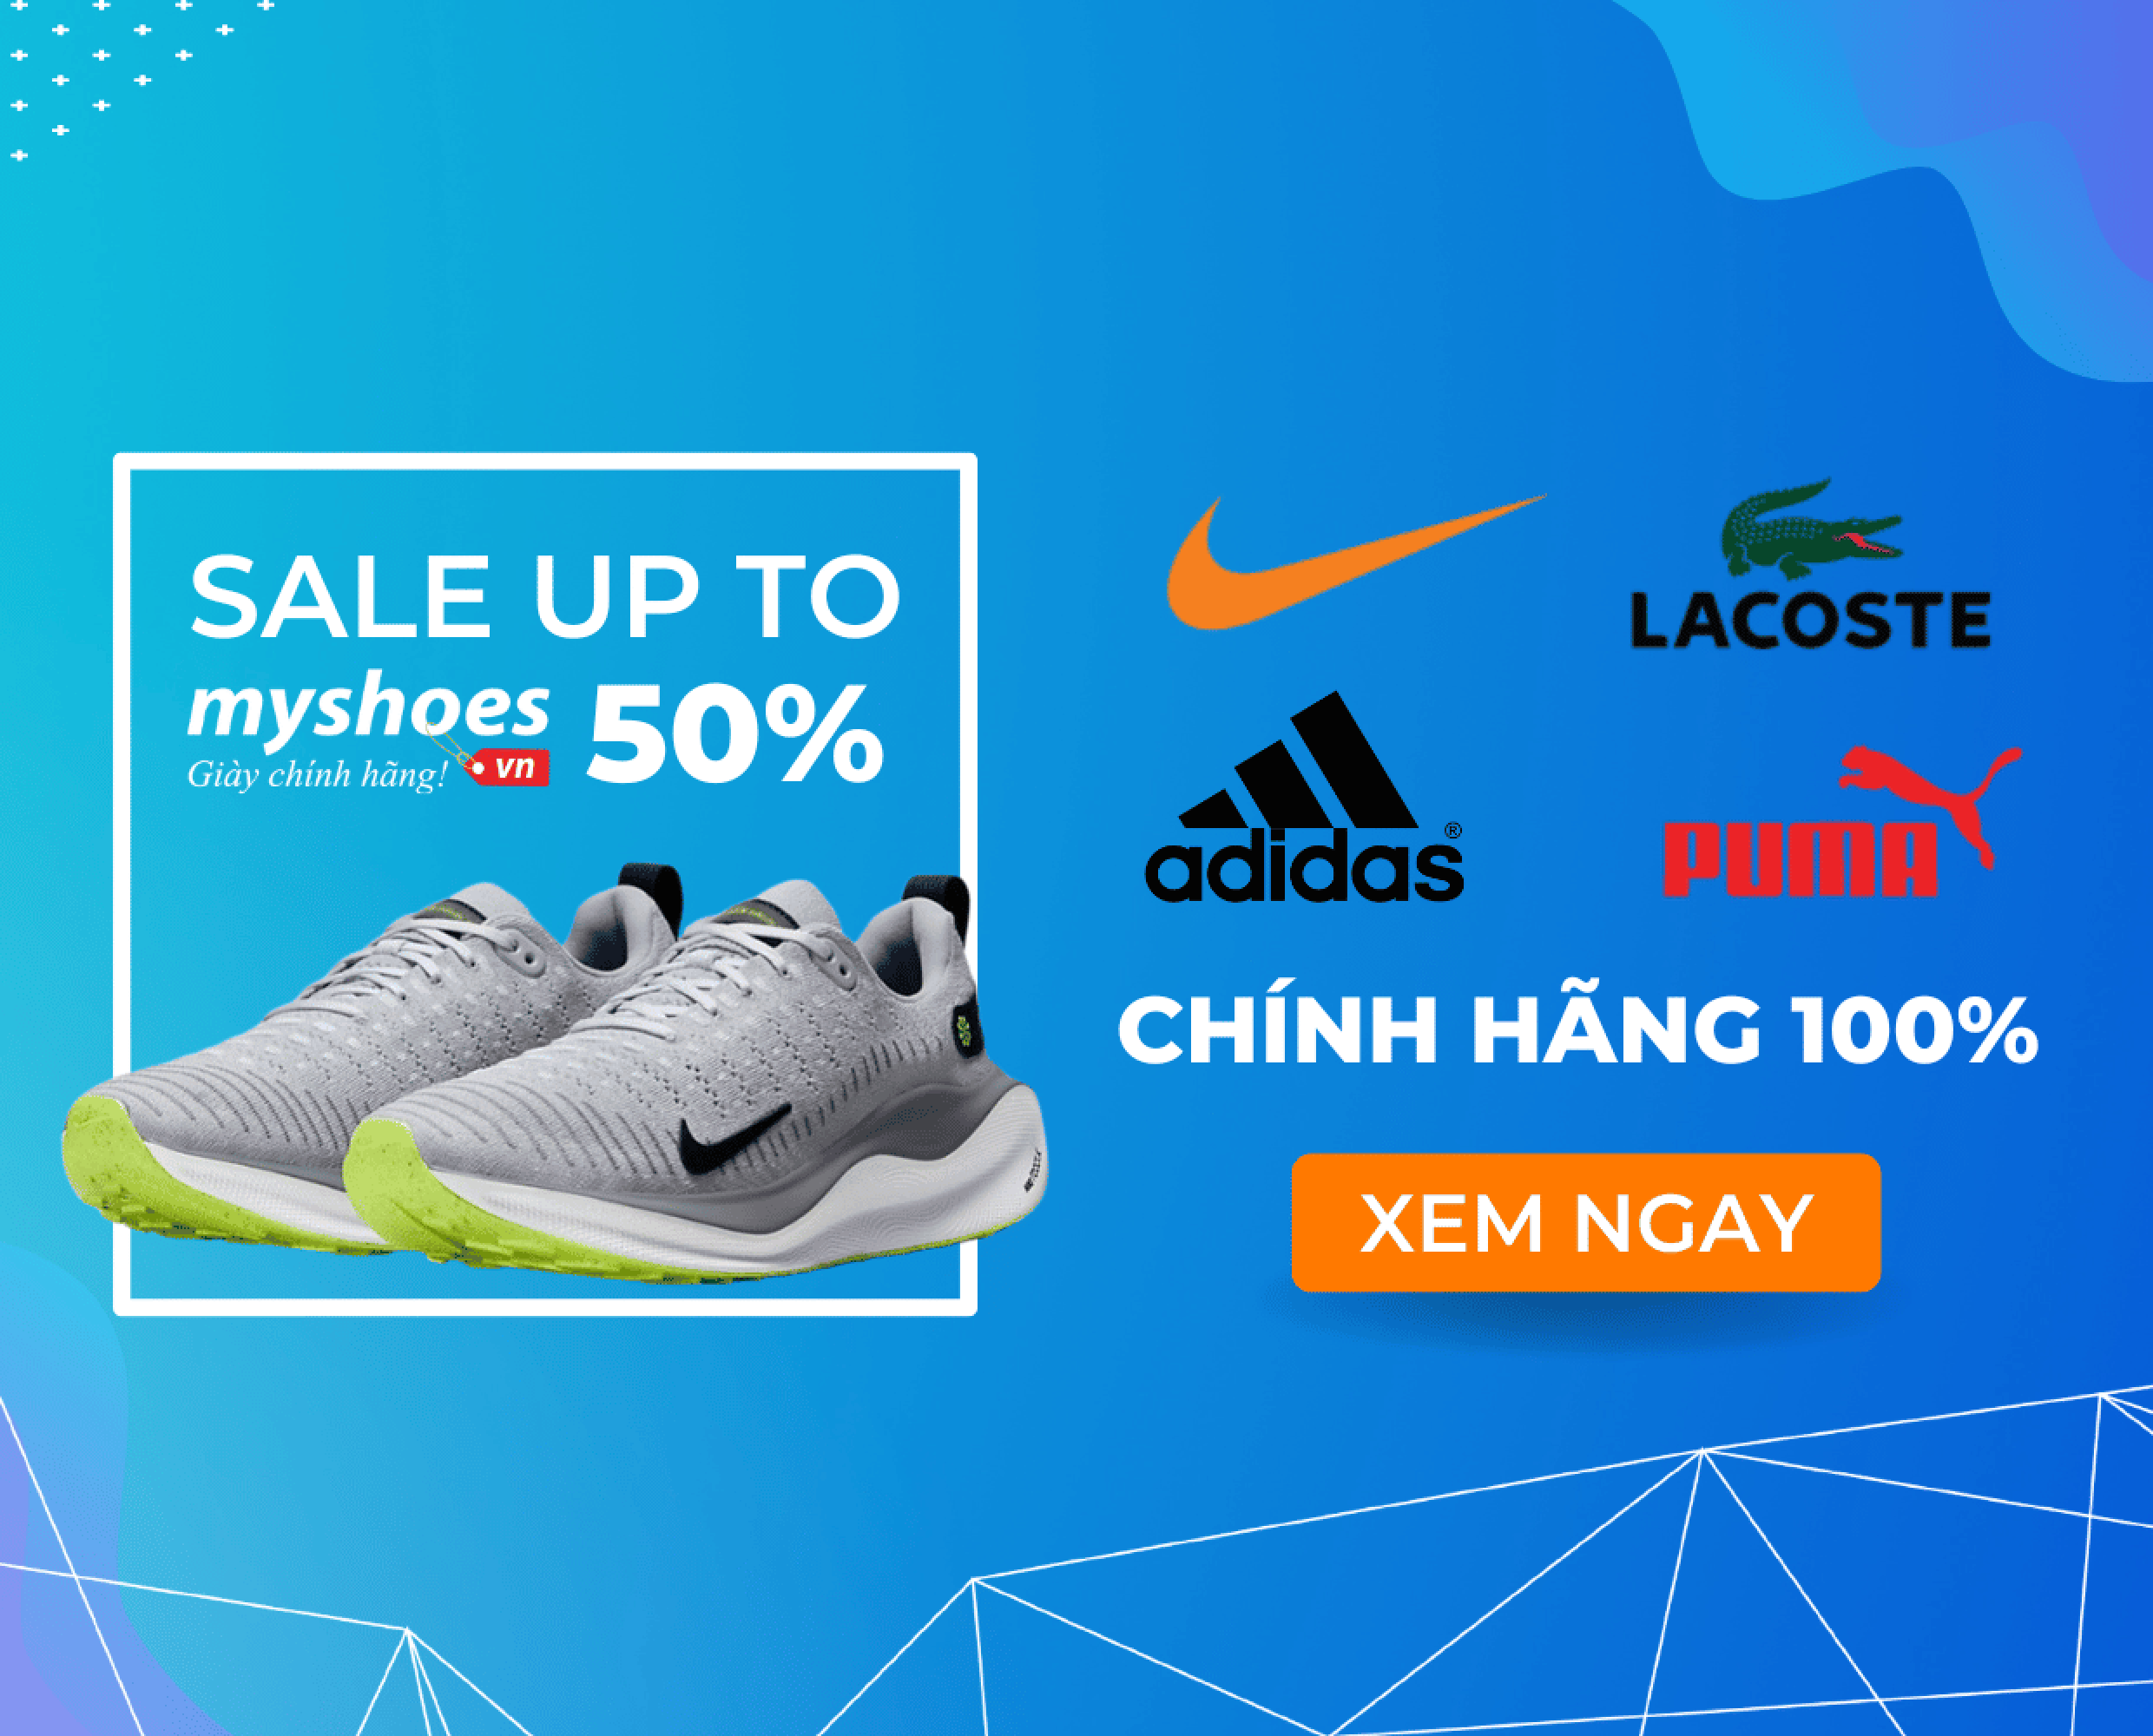 SALE UP TO
myshoes 50%
Giày chính hãng! vn
LACOSTE
adidas®
PUMA
CHÍNH HÃNG 100%
XEM NGAY